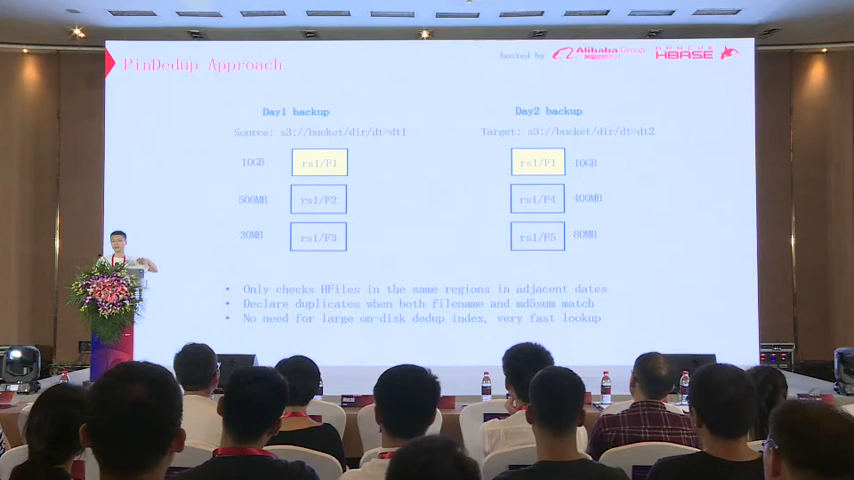 PinDedup Approach
hosted by Alibaba Group APACHE HBASE
Day1 backup
Day2 backup
Source: s3://bucket/dir/dt=dt1
Target: s3://bucket/dir/dt=dt2
10GB rs1/F1
rs1/F1 10GB
500MB rs1/F2
rs1/F4 400MB
30MB rs1/F3
rs1/F5 80MB
• Only checks HFiles in the same regions in adjacent dates
• Declare duplicates when both filename and md5sum match
• No need for large on-disk dedup index, very fast lookup